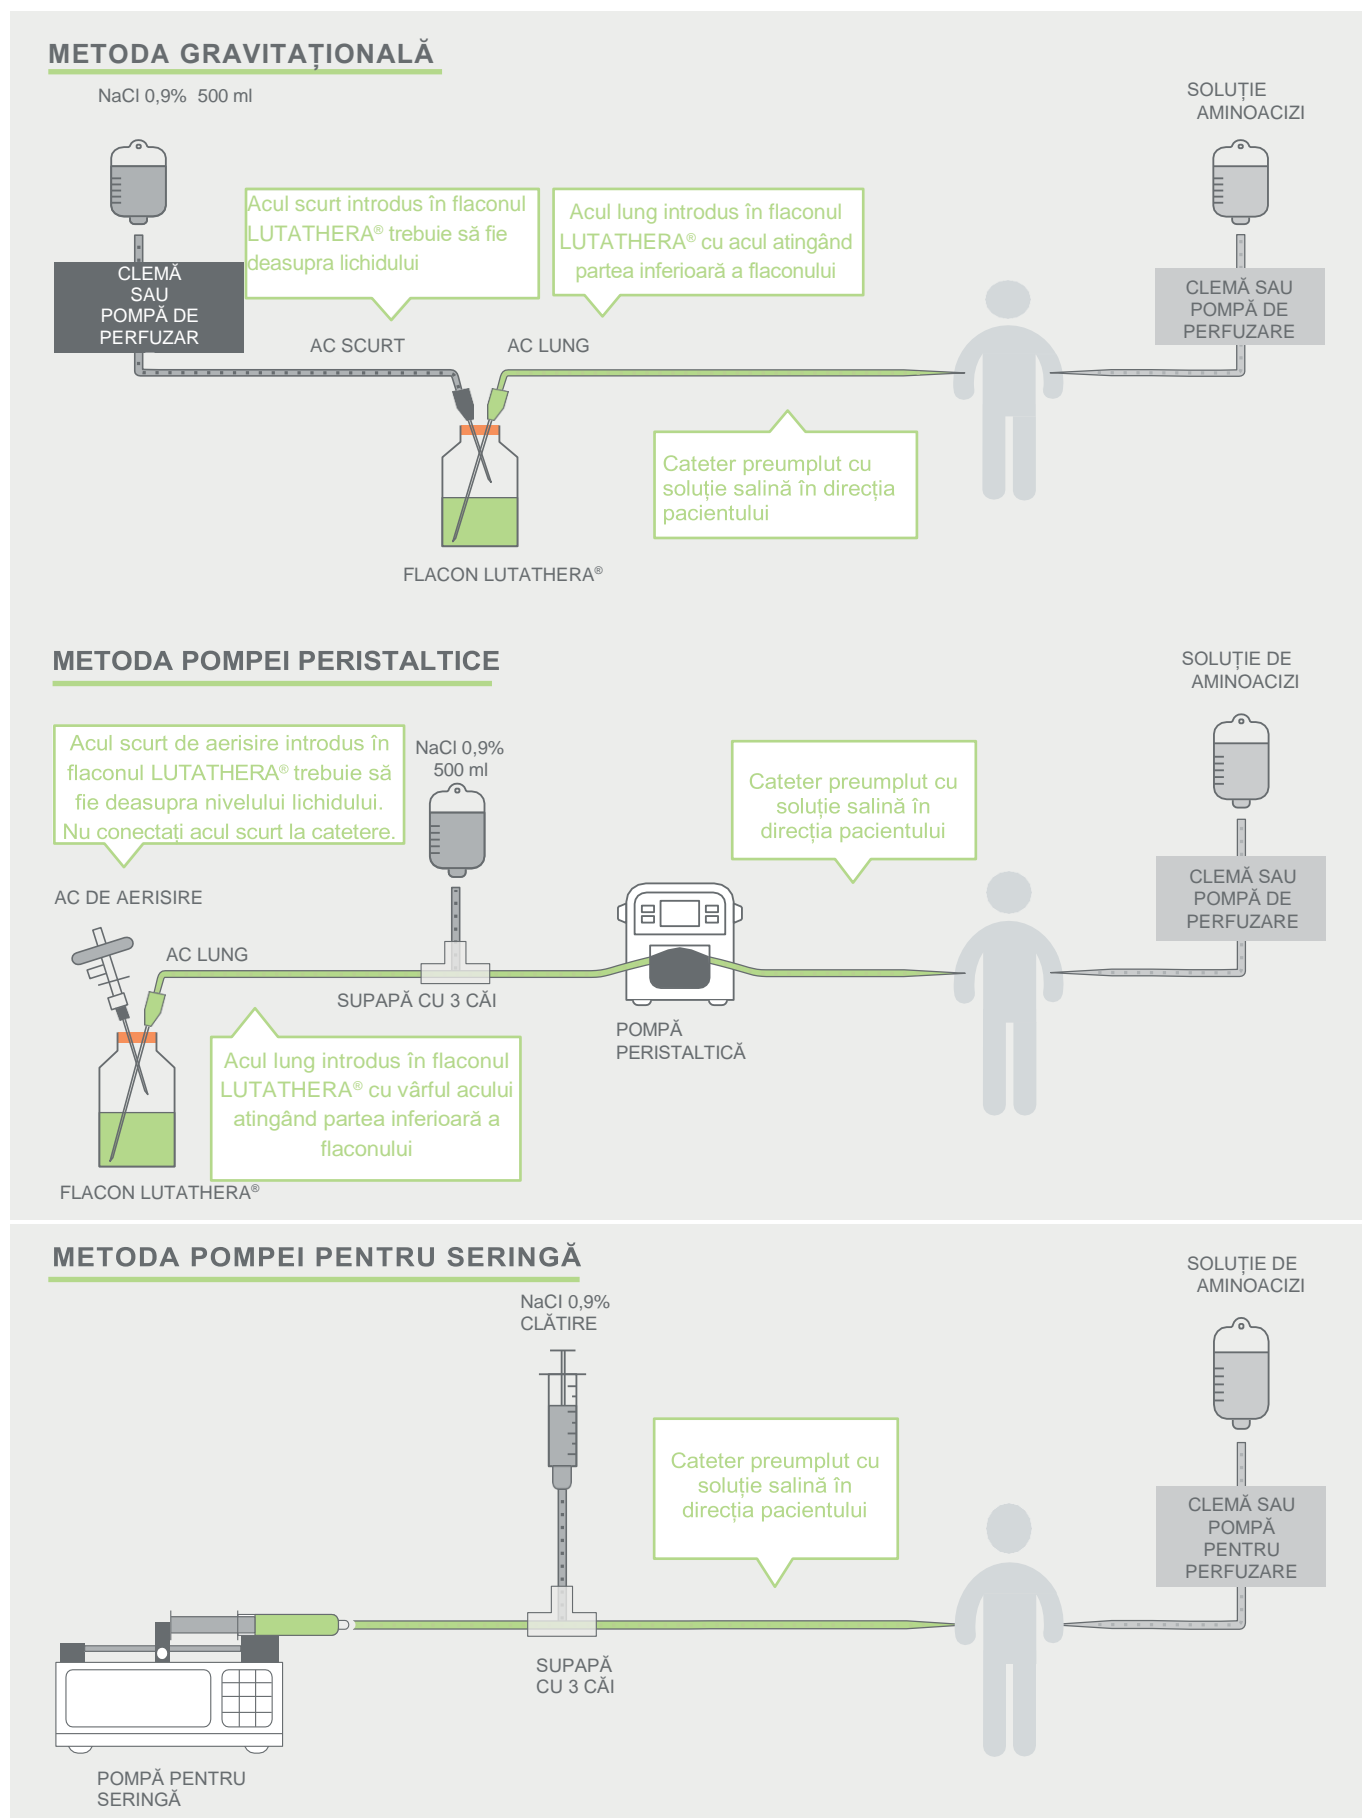 METODA GRAVITAȚIONALĂ
NaCl 0,9%  500 ml
SOLUȚIE
AMINOACIZI
Acul scurt introdus în flaconul
LUTATHERA® trebuie să fie
deasupra lichidului
Acul lung introdus în flaconul
LUTATHERA® cu acul atingând
partea inferioară a flaconului
CLEMĂ
SAU
POMPĂ DE
PERFUZAR
CLEMĂ SAU
POMPĂ DE
PERFUZARE
AC SCURT
AC LUNG
Cateter preumplut cu
soluție salină în direcția
pacientului
FLACON LUTATHERA®
METODA POMPEI PERISTALTICE
SOLUȚIE DE
AMINOACIZI
Acul scurt de aerisire introdus în
flaconul LUTATHERA® trebuie să
fie deasupra nivelului lichidului.
Nu conectați acul scurt la catetere.
NaCl 0,9%
500 ml
Cateter preumplut cu
soluție salină în
direcția pacientului
CLEMĂ SAU
POMPĂ DE
PERFUZARE
AC DE AERISIRE
AC LUNG
SUPAPĂ CU 3 CĂI
POMPĂ
PERISTALTICĂ
Acul lung introdus în flaconul
LUTATHERA® cu vârful acului
atingând partea inferioară a
flaconului
FLACON LUTATHERA®
METODA POMPEI PENTRU SERINGĂ
SOLUȚIE DE
AMINOACIZI
NaCl 0,9%
CLĂTIRE
Cateter preumplut cu
soluție salină în
direcția pacientului
CLEMĂ SAU
POMPĂ
PENTRU
PERFUZARE
SUPAPĂ
CU 3 CĂI
POMPĂ PENTRU
SERINGĂ